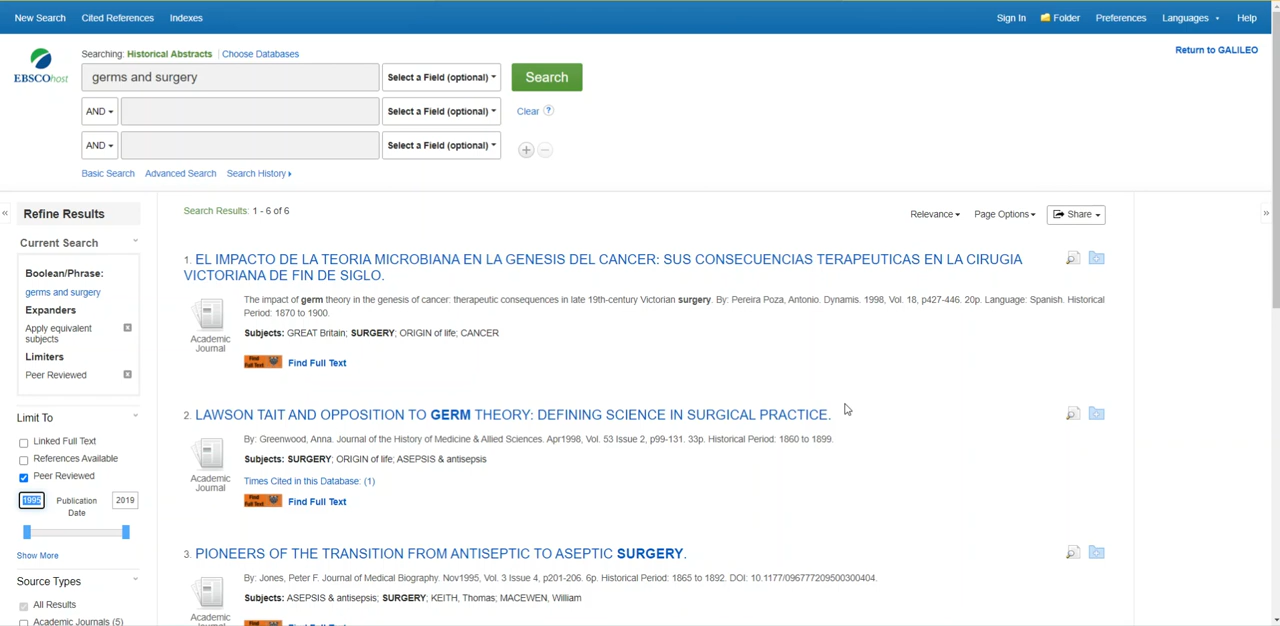 New Search Cited References Indexes Sign In Folder Preferences Languages Help
Return to GALILEO
EBSCOhost
Searching: Historical Abstracts Choose Databases
germs and surgery Select a Field (optional) Search
AND Select a Field (optional) Clear ?
AND Select a Field (optional)
Basic Search Advanced Search Search History
« Refine Results
Current Search
Boolean/Phrase:
germs and surgery
Expanders
Apply equivalent
subjects
Limiters
Peer Reviewed
Limit To
Linked Full Text
References Available
Peer Reviewed
1995 Publication 2019
Date
Show More
Source Types
All Results
Academic Journals (5)
Search Results: 1 - 6 of 6
Relevance Page Options Share »
1. EL IMPACTO DE LA TEORIA MICROBIANA EN LA GENESIS DEL CANCER: SUS CONSECUENCIAS TERAPEUTICAS EN LA CIRUGIA
VICTORIANA DE FIN DE SIGLO.
The impact of germ theory in the genesis of cancer: therapeutic consequences in late 19th-century Victorian surgery. By: Pereira Poza, Antonio. Dynamis. 1998, Vol. 18, p427-446. 20p. Language: Spanish. Historical
Period: 1870 to 1900.
Academic
Journal
Subjects: GREAT Britain; SURGERY; ORIGIN of life; CANCER
Find Full Text
Find Full Text
2. LAWSON TAIT AND OPPOSITION TO GERM THEORY: DEFINING SCIENCE IN SURGICAL PRACTICE.
By: Greenwood, Anna. Journal of the History of Medicine & Allied Sciences. Apr1998, Vol. 53 Issue 2, p99-131. 33p. Historical Period: 1860 to 1899.
Academic
Journal
Subjects: SURGERY; ORIGIN of life; ASEPSIS & antisepsis
Times Cited in this Database: (1)
Find Full Text
Find Full Text
3. PIONEERS OF THE TRANSITION FROM ANTISEPTIC TO ASEPTIC SURGERY.
By: Jones, Peter F. Journal of Medical Biography. Nov1995, Vol. 3 Issue 4, p201-206. 6p. Historical Period: 1865 to 1892. DOI: 10.1177/096777209500300404.
Subjects: ASEPSIS & antisepsis; SURGERY; KEITH, Thomas; MACEWEN, William
Academic
Journal